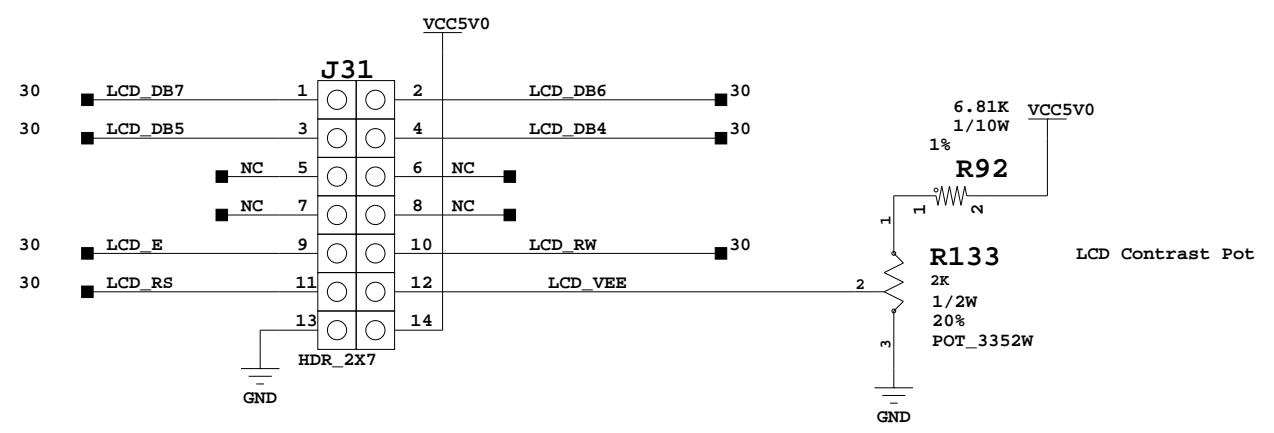 VCC5V0
J31
30 LCD_DB7 1 2 LCD_DB6 30
30 LCD_DB5 3 4 LCD_DB4 30
NC 5 6 NC
NC 7 8 NC
30 LCD_E 9 10 LCD_RW 30
30 LCD_RS 11 12 LCD_VEE 2
13 14
HDR_2X7
GND
6.81K VCC5V0
1/10W
1%
R92
1 2
1
R133 LCD Contrast Pot
2K
1/2W
20%
3 POT_3352W
GND